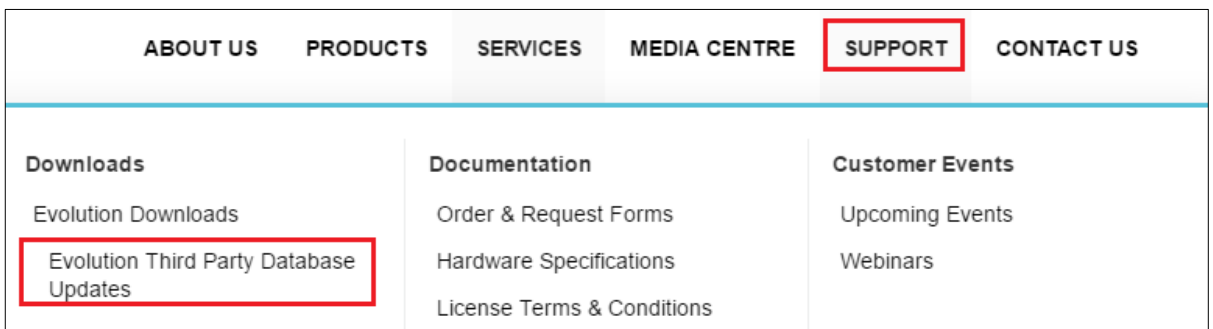 ABOUT US PRODUCTS SERVICES MEDIA CENTRE SUPPORT CONTACT US
Downloads
Evolution Downloads
Evolution Third Party Database
Updates
Documentation
Order & Request Forms
Hardware Specifications
License Terms & Conditions
Customer Events
Upcoming Events
Webinars